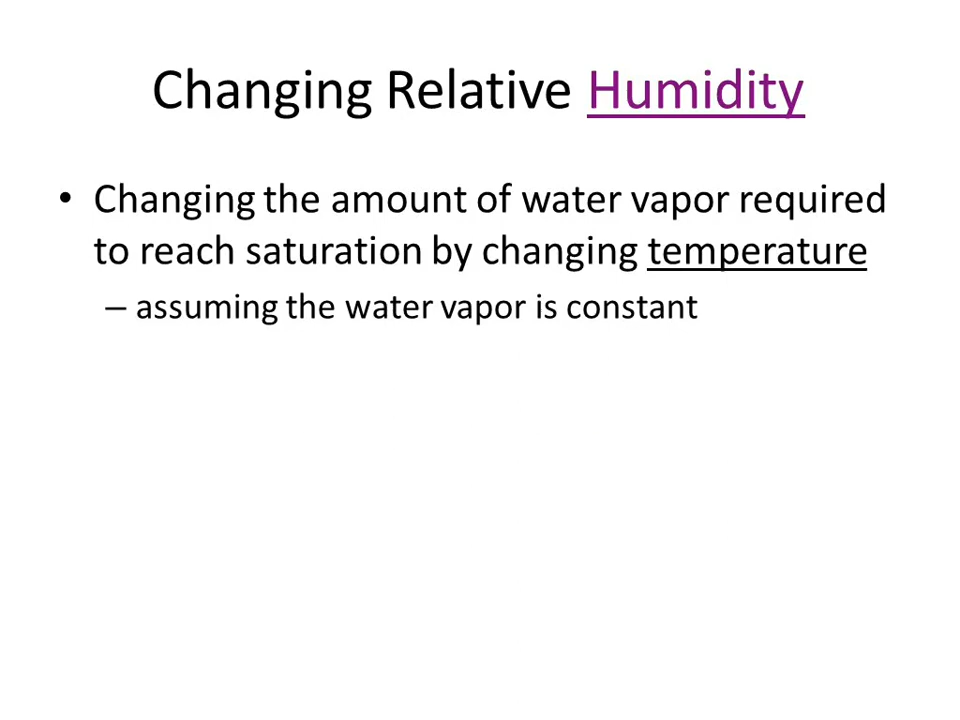 Changing Relative Humidity
• Changing the amount of water vapor required
to reach saturation by changing temperature
– assuming the water vapor is constant